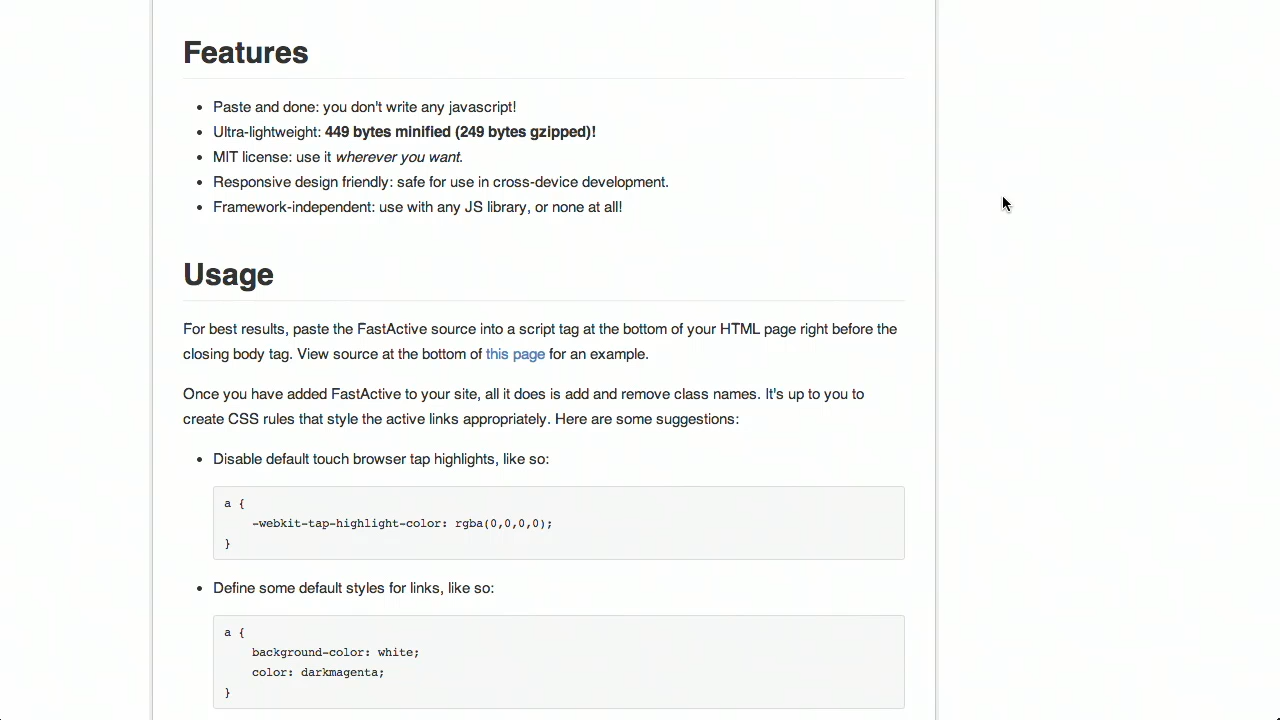 Features
• Paste and done: you don't write any javascript!
• Ultra-lightweight: 449 bytes minified (249 bytes gzipped)!
• MIT license: use it wherever you want.
• Responsive design friendly: safe for use in cross-device development.
• Framework-independent: use with any JS library, or none at all!
Usage
For best results, paste the FastActive source into a script tag at the bottom of your HTML page right before the
closing body tag. View source at the bottom of this page for an example.
Once you have added FastActive to your site, all it does is add and remove class names. It's up to you to
create CSS rules that style the active links appropriately. Here are some suggestions:
• Disable default touch browser tap highlights, like so:
a {
    -webkit-tap-highlight-color: rgba(0,0,0,0);
}
• Define some default styles for links, like so:
a {
    background-color: white;
    color: darkmagenta;
}